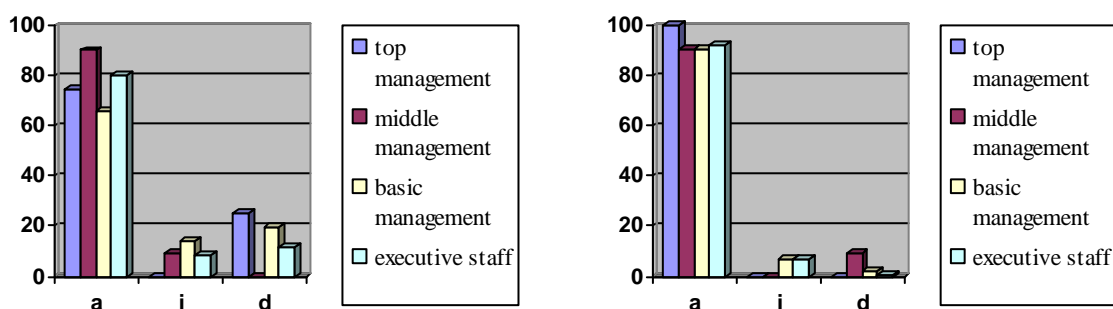 100
80
60
40
20
0
a i d
top
management
middle
management
basic
management
executive staff
100
80
60
40
20
0
a i d
top
management
middle
management
basic
management
executive staff